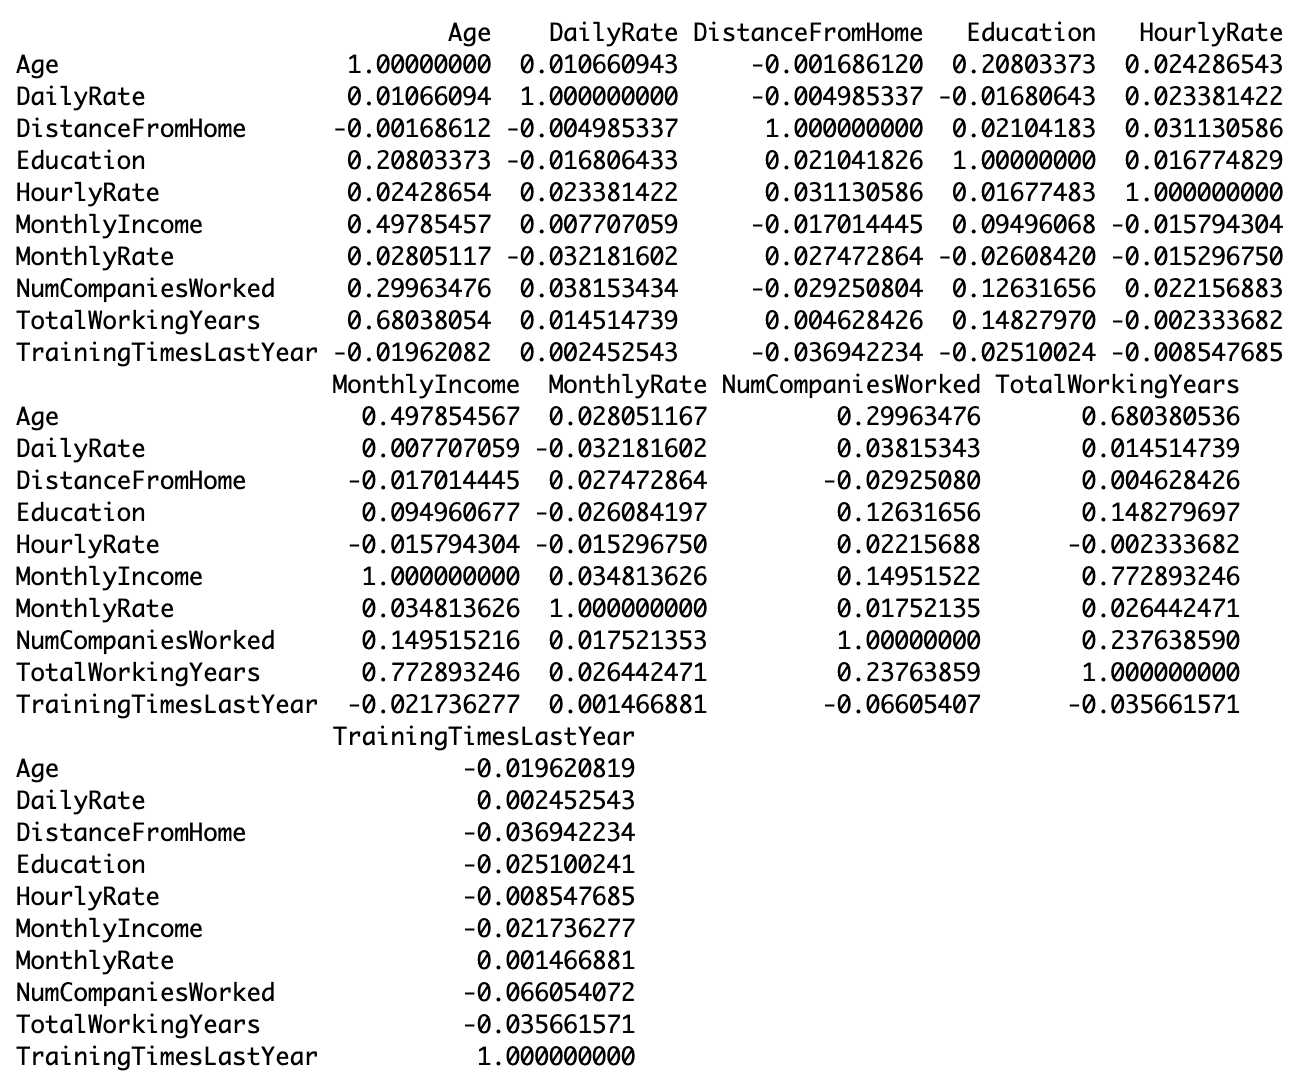 Age DailyRate DistanceFromHome Education HourlyRate
Age 1.00000000 0.010660943 -0.001686120 0.20803373 0.024286543
DailyRate 0.01066094 1.000000000 -0.004985337 -0.01680643 0.023381422
DistanceFromHome -0.00168612 -0.004985337 1.000000000 0.02104183 0.031130586
Education 0.20803373 -0.016806433 0.021041826 1.00000000 0.016774829
HourlyRate 0.02428654 0.023381422 0.031130586 0.01677483 1.000000000
MonthlyIncome 0.49785457 0.007707059 -0.017014445 0.09496068 -0.015794304
MonthlyRate 0.02805117 -0.032181602 0.027472864 -0.02608420 -0.015296750
NumCompaniesWorked 0.29963476 0.038153434 -0.029250804 0.12631656 0.022156883
TotalWorkingYears 0.68038054 0.014514739 0.004628426 0.14827970 -0.002333682
TrainingTimesLastYear -0.01962082 0.002452543 -0.036942234 -0.02510024 -0.008547685
MonthlyIncome MonthlyRate NumCompaniesWorked TotalWorkingYears
Age 0.497854567 0.028051167 0.29963476 0.680380536
DailyRate 0.007707059 -0.032181602 0.03815343 0.014514739
DistanceFromHome -0.017014445 0.027472864 -0.02925080 0.004628426
Education 0.094960677 -0.026084197 0.12631656 0.148279697
HourlyRate -0.015794304 -0.015296750 0.02215688 -0.002333682
MonthlyIncome 1.000000000 0.034813626 0.14951522 0.772893246
MonthlyRate 0.034813626 1.000000000 0.01752135 0.026442471
NumCompaniesWorked 0.149515216 0.017521353 1.00000000 0.237638590
TotalWorkingYears 0.772893246 0.026442471 0.23763859 1.000000000
TrainingTimesLastYear -0.021736277 0.001466881 -0.06605407 -0.035661571
TrainingTimesLastYear
Age -0.019620819
DailyRate 0.002452543
DistanceFromHome -0.036942234
Education -0.025100241
HourlyRate -0.008547685
MonthlyIncome -0.021736277
MonthlyRate 0.001466881
NumCompaniesWorked -0.066054072
TotalWorkingYears -0.035661571
TrainingTimesLastYear 1.000000000